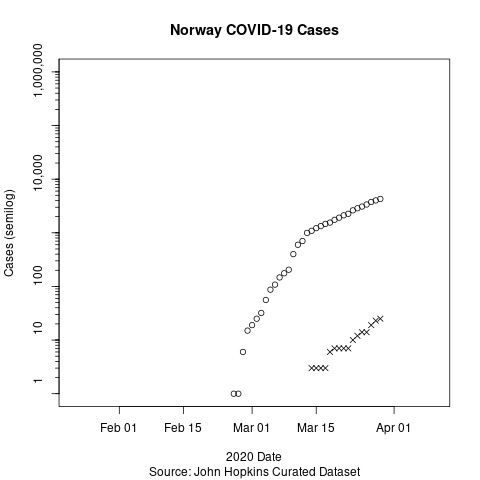 Norway COVID-19 Cases
Cases (semilog)
1,000,000
10,000
100
10
1
Feb 01
Feb 15
Mar 01
Mar 15
Apr 01
2020 Date
Source: John Hopkins Curated Dataset